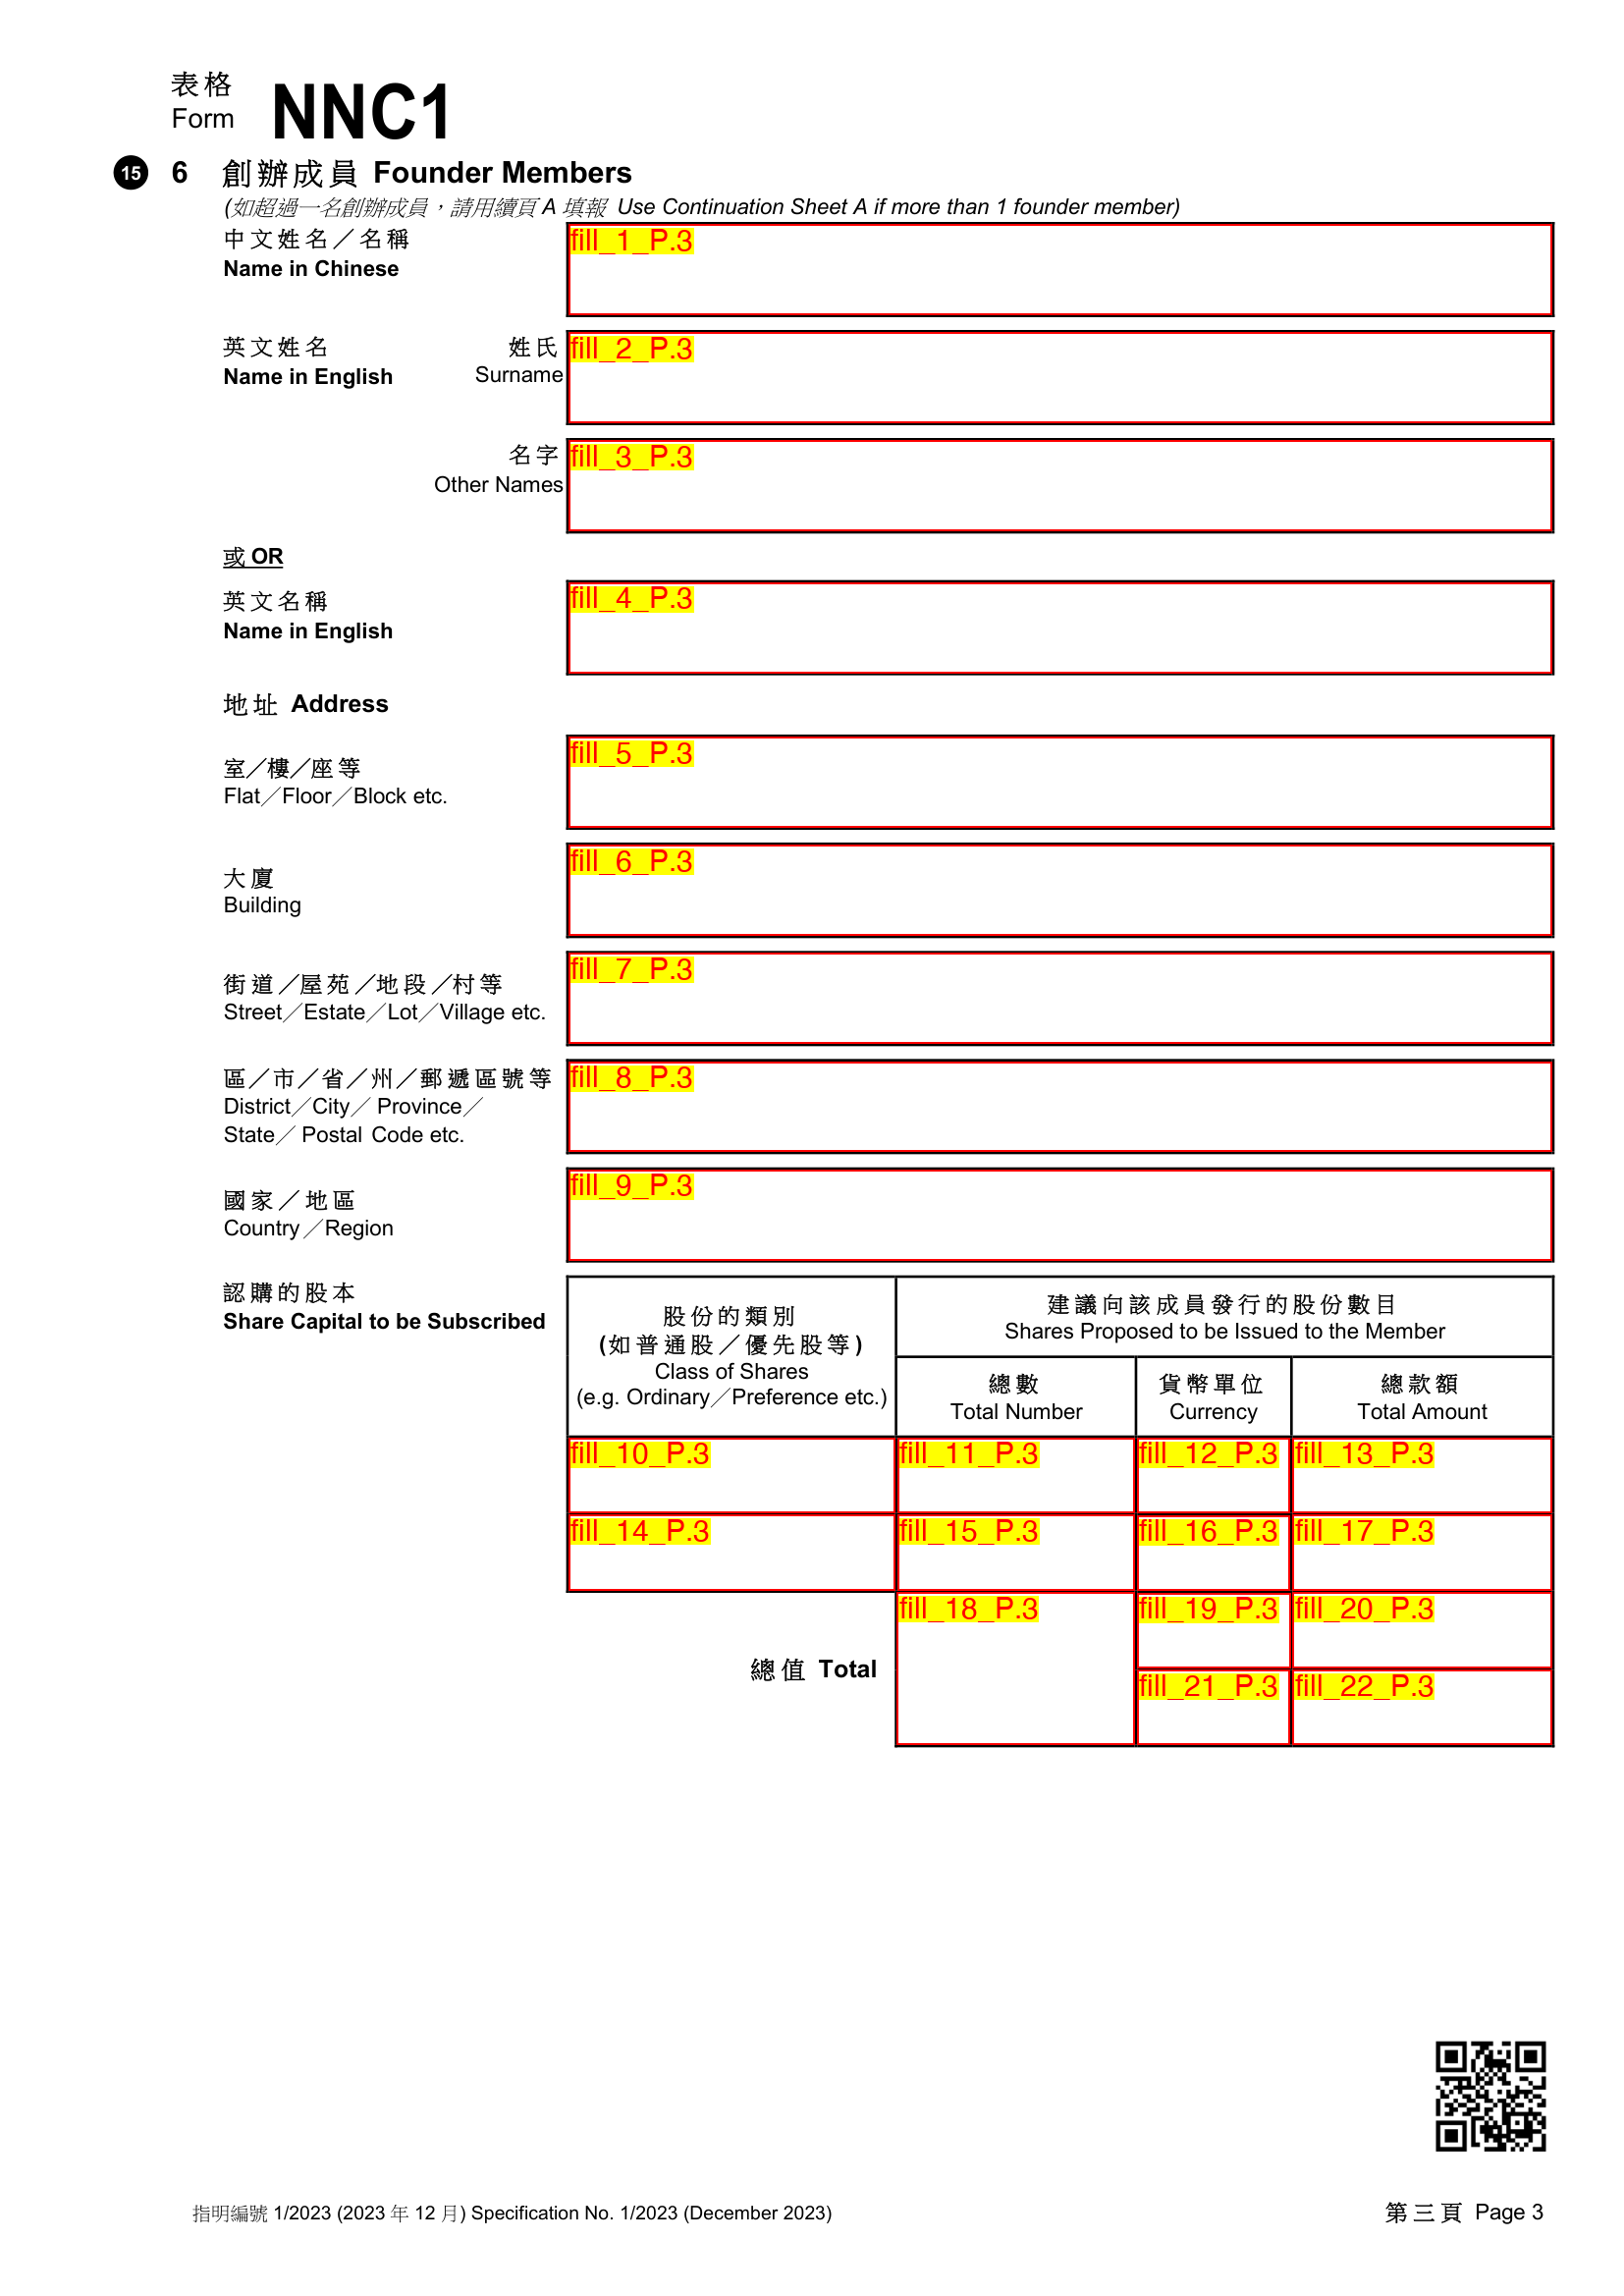 表格
Form NNC1
15 6 創辦成員 Founder Members
(如超過一名創辦成員，請用續頁 A 填報 Use Continuation Sheet A if more than 1 founder member)
中文姓名／名稱
Name in Chinese
fill_1_P.3
英文姓名 姓氏
Name in English Surname
fill_2_P.3
名字
Other Names
fill_3_P.3
或 OR
英文名稱
Name in English
fill_4_P.3
地址 Address
室／樓／座等
Flat／Floor／Block etc.
fill_5_P.3
大廈
Building
fill_6_P.3
街道／屋苑／地段／村等
Street／Estate／Lot／Village etc.
fill_7_P.3
區／市／省／州／郵遞區號等
District／City／ Province／
State／ Postal Code etc.
fill_8_P.3
國家／地區
Country／Region
fill_9_P.3
認購的股本
Share Capital to be Subscribed
股份的類別
(如普通股／優先股等)
Class of Shares
(e.g. Ordinary／Preference etc.)
建議向該成員發行的股份數目
Shares Proposed to be Issued to the Member
總數
Total Number
貨幣單位
Currency
總款額
Total Amount
fill_10_P.3 fill_11_P.3 fill_12_P.3 fill_13_P.3
fill_14_P.3 fill_15_P.3 fill_16_P.3 fill_17_P.3
fill_18_P.3 fill_19_P.3 fill_20_P.3
總值 Total
fill_21_P.3 fill_22_P.3
指明編號 1/2023 (2023 年 12 月) Specification No. 1/2023 (December 2023)
第三頁 Page 3